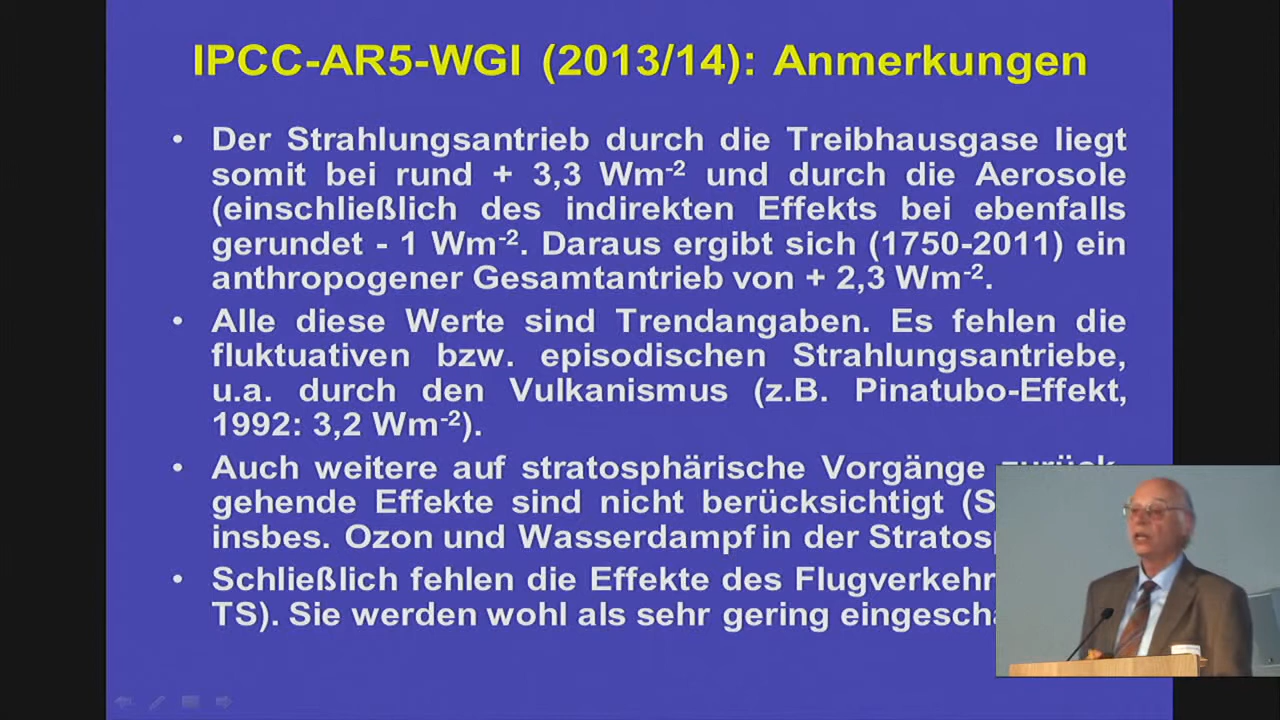 IPCC-AR5-WGI (2013/14): Anmerkungen
• Der Strahlungsantrieb durch die Treibhausgase liegt
somit bei rund + 3,3 Wm⁻² und durch die Aerosole
(einschließlich des indirekten Effekts bei ebenfalls
gerundet - 1 Wm⁻². Daraus ergibt sich (1750-2011) ein
anthropogener Gesamtantrieb von + 2,3 Wm⁻².
• Alle diese Werte sind Trendangaben. Es fehlen die
fluktuativen bzw. episodischen Strahlungsantriebe,
u.a. durch den Vulkanismus (z.B. Pinatubo-Effekt,
1992: 3,2 Wm⁻²).
• Auch weitere auf stratosphärische Vorgänge zurück-
gehende Effekte sind nicht berücksichtigt (S
insbes. Ozon und Wasserdampf in der Stratosp
• Schließlich fehlen die Effekte des Flugverkehr
TS). Sie werden wohl als sehr gering eingescha